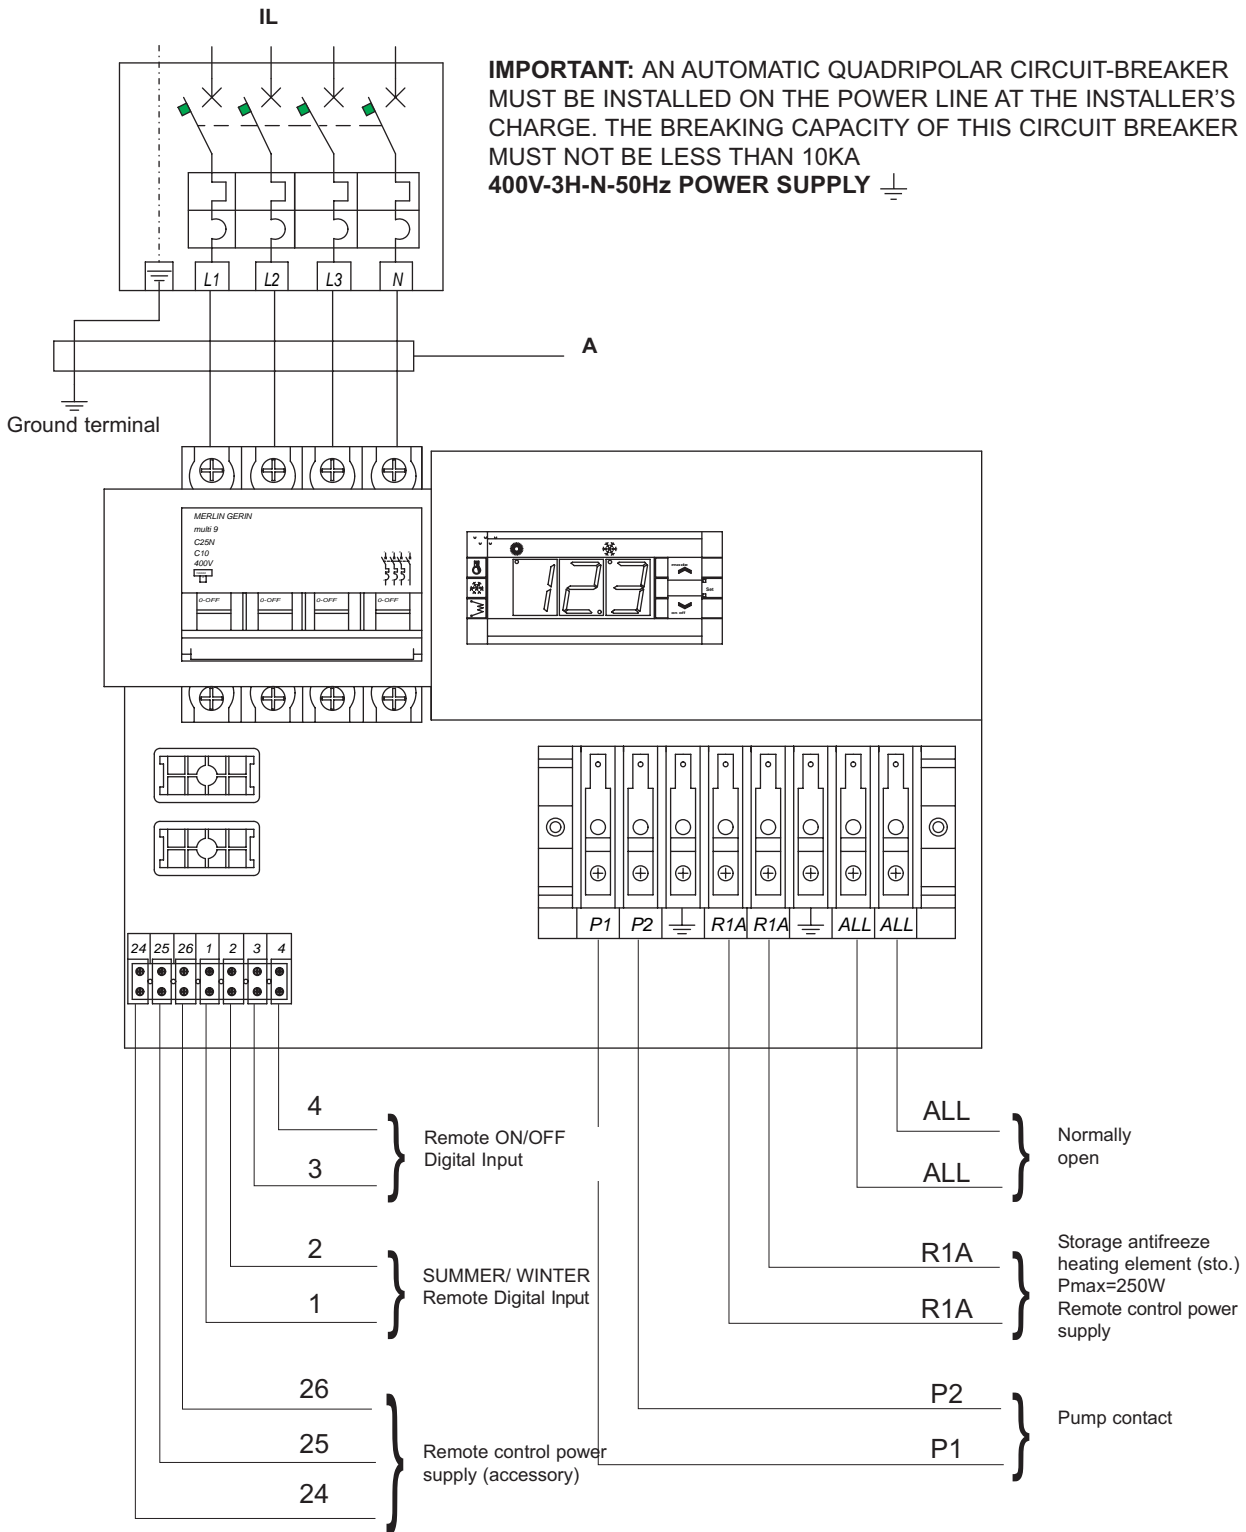 IL
IMPORTANT: AN AUTOMATIC QUADRIPOLAR CIRCUIT-BREAKER
MUST BE INSTALLED ON THE POWER LINE AT THE INSTALLER'S
CHARGE. THE BREAKING CAPACITY OF THIS CIRCUIT BREAKER
MUST NOT BE LESS THAN 10KA
400V-3H-N-50Hz POWER SUPPLY
L1 L2 L3 N
A
Ground terminal
MERLIN GERIN
multi 9
C25N
C10
400V
0-OFF 0-OFF 0-OFF 0-OFF
123
Set
on off
P1 P2 R1A R1A ALL ALL
24 25 26 1 2 3 4
4
3
Remote ON/OFF
Digital Input
2
1
SUMMER/ WINTER
Remote Digital Input
26
25
24
Remote control power
supply (accessory)
ALL
ALL
Normally
open
R1A
R1A
Storage antifreeze
heating element (sto.)
Pmax=250W
Remote control power
supply
P2
P1
Pump contact